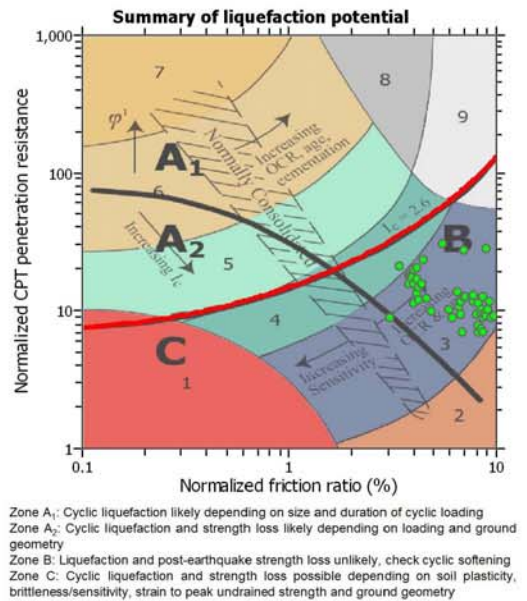 Summary of liquefaction potential
Normalized CPT penetration resistance
1,000
100
10
1
7
8
9
φ'
Normally Consolidated
Increasing
OCR, age,
cementation
A1
6
A2
Increasing Ic
5
Ic = 2.6
B
C
1
4
Increasing
Sensitivity
3
2
0.1
1
10
Normalized friction ratio (%)
Zone A1: Cyclic liquefaction likely depending on size and duration of cyclic loading
Zone A2: Cyclic liquefaction and strength loss likely depending on loading and ground
geometry
Zone B: Liquefaction and post-earthquake strength loss unlikely, check cyclic softening
Zone C: Cyclic liquefaction and strength loss possible depending on soil plasticity,
brittleness/sensitivity, strain to peak undrained strength and ground geometry